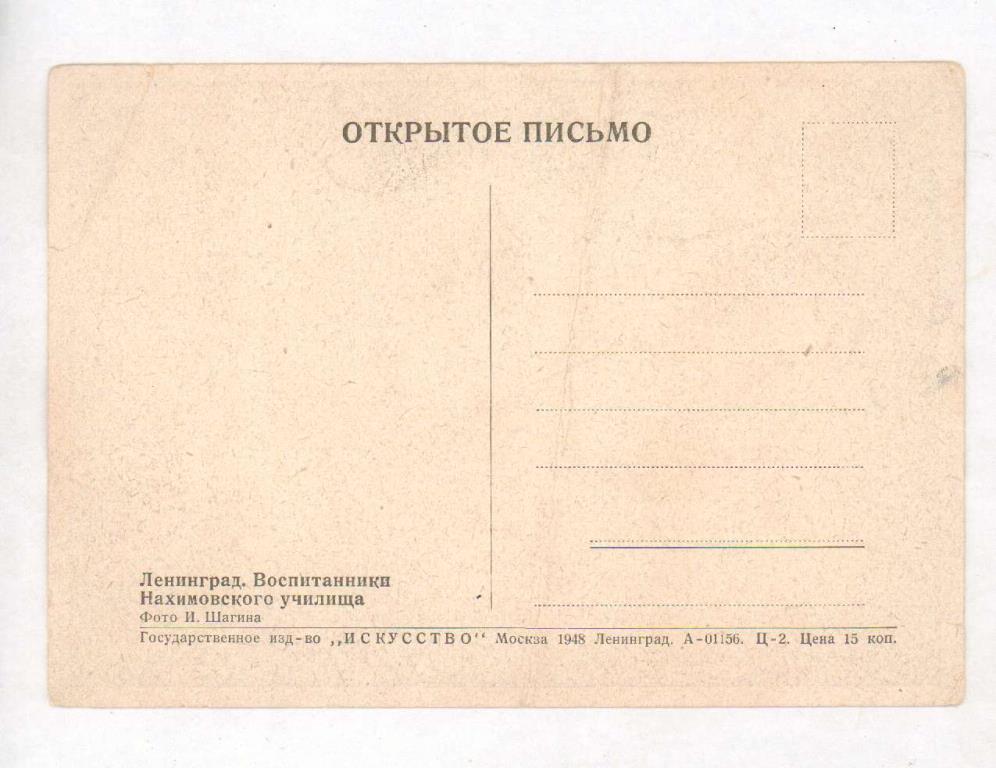 ОТКРЫТОЕ ПИСЬМО
Ленинград. Воспитанники
Нахимовского училища
Фото И. Шагина
Государственное изд-во „ИСКУССТВО" Москва 1948 Ленинград. А-01156. Ц-2. Цена 15 коп.